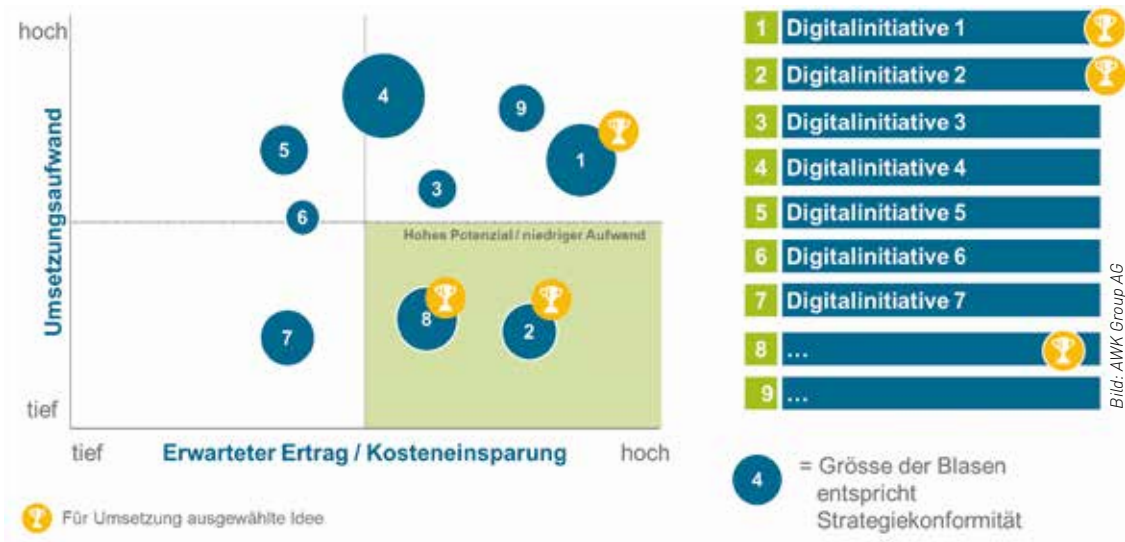 hoch
Umsetzungsaufwand
tief
4
9
1
5
3
6
Hohes Potenzial / niedriger Aufwand
8
2
7
tief
Erwarteter Ertrag / Kosteneinsparung
hoch
Für Umsetzung ausgewählte Idee
1 Digitalinitiative 1
2 Digitalinitiative 2
3 Digitalinitiative 3
4 Digitalinitiative 4
5 Digitalinitiative 5
6 Digitalinitiative 6
7 Digitalinitiative 7
8 ...
9 ...
4
= Grösse der Blasen
entspricht
Strategiekonformität
Bild: AWK Group AG